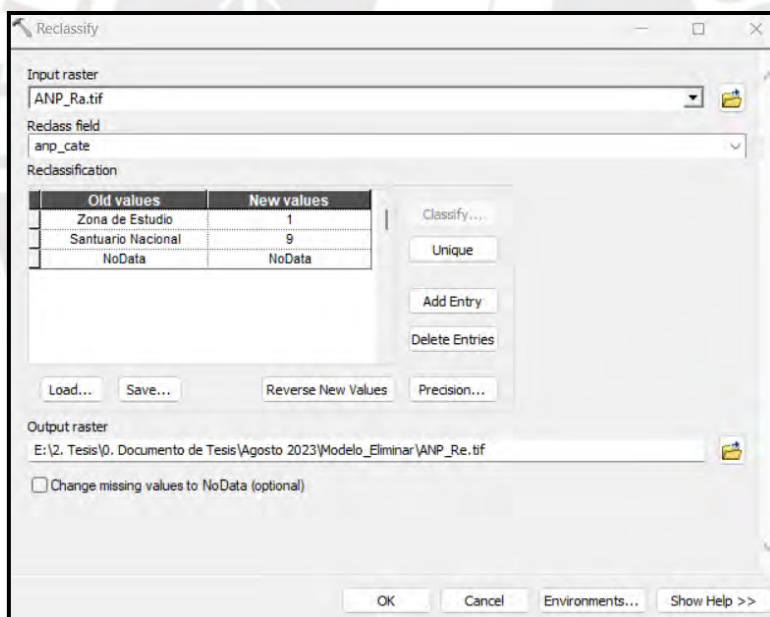 Reclassify
Input raster
ANP_Ra.tif
Reclass field
anp_cate
Reclassification
Old values New values
Zona de Estudio 1
Santuario Nacional 9
NoData NoData
Classify...
Unique
Add Entry
Delete Entries
Load... Save... Reverse New Values Precision...
Output raster
E:\2. Tesis\0. Documento de Tesis\Agosto 2023\Modelo_Eliminar\ANP_Re.tif
Change missing values to NoData (optional)
OK Cancel Environments... Show Help >>